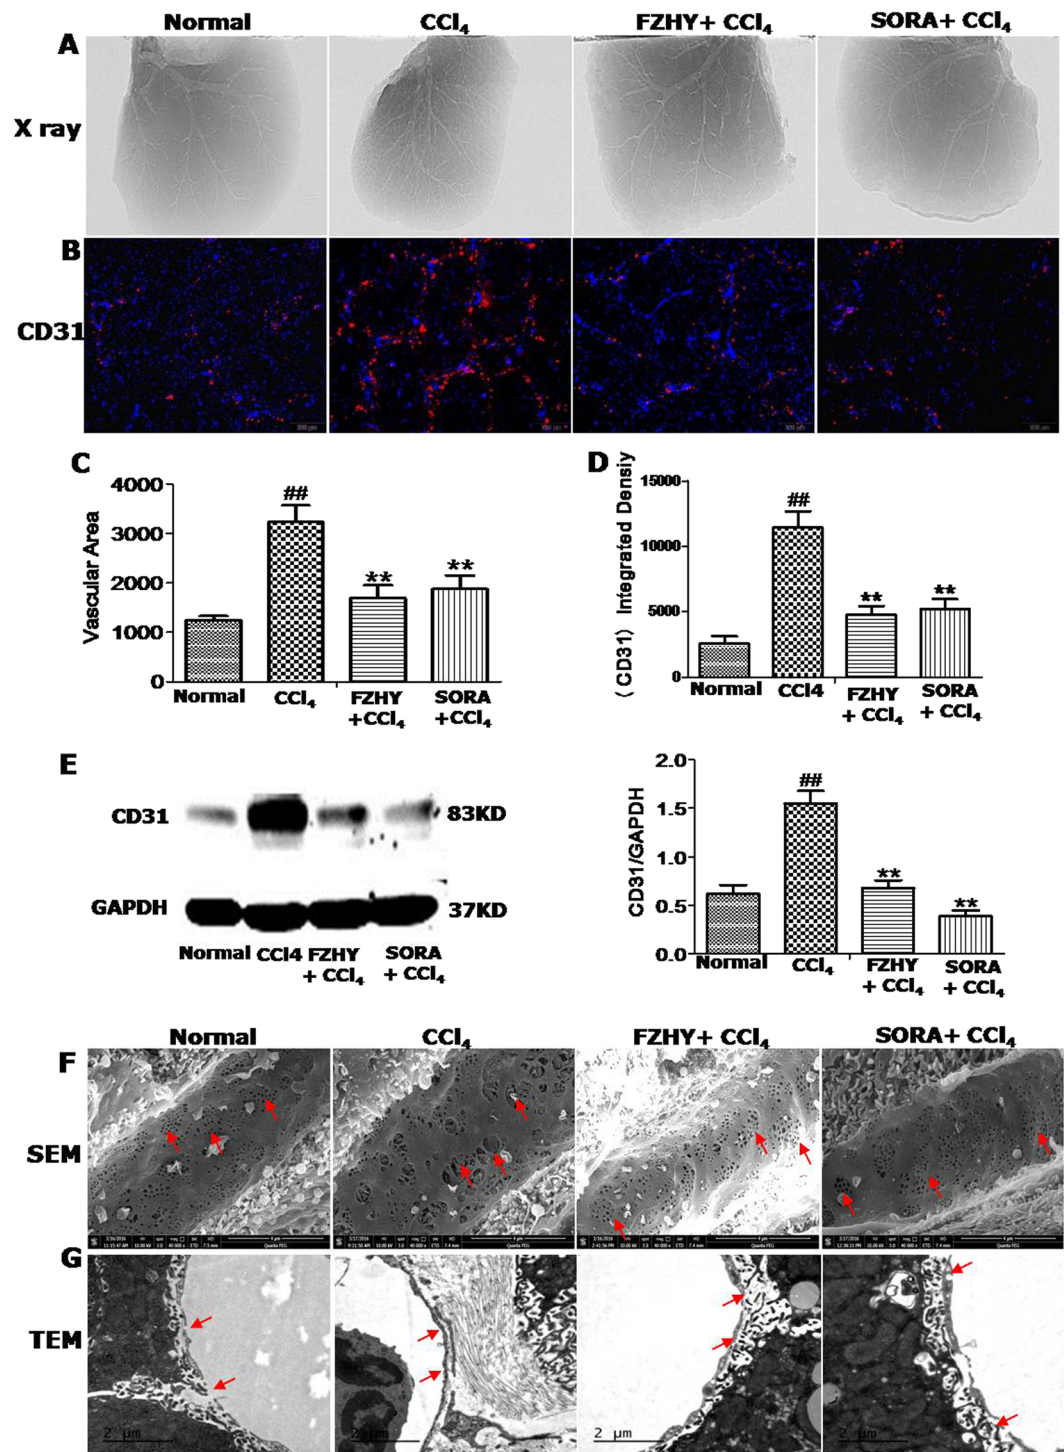 Normal CCl₄ FZHY+ CCl₄ SORA+ CCl₄
A
X ray
B
CD31
C
Vascular Area
4000
3000
2000
1000
0
##
**
**
Normal CCl₄ FZHY SORA
+CCl₄ +CCl₄
D
(CD31) Integrated Densiy
15000
10000
5000
0
##
**
**
Normal CCl4 FZHY SORA
+ CCl₄ + CCl₄
E
CD31 83KD
GAPDH 37KD
Normal CCl4 FZHY SORA
+ CCl₄ + CCl₄
CD31/GAPDH
2.0
1.5
1.0
0.5
0.0
##
**
**
Normal CCl₄ FZHY SORA
+ CCl₄ + CCl₄
Normal CCl₄ FZHY+ CCl₄ SORA+ CCl₄
F
SEM
G
TEM
2 µm 2 µm 2 µm 2 µm